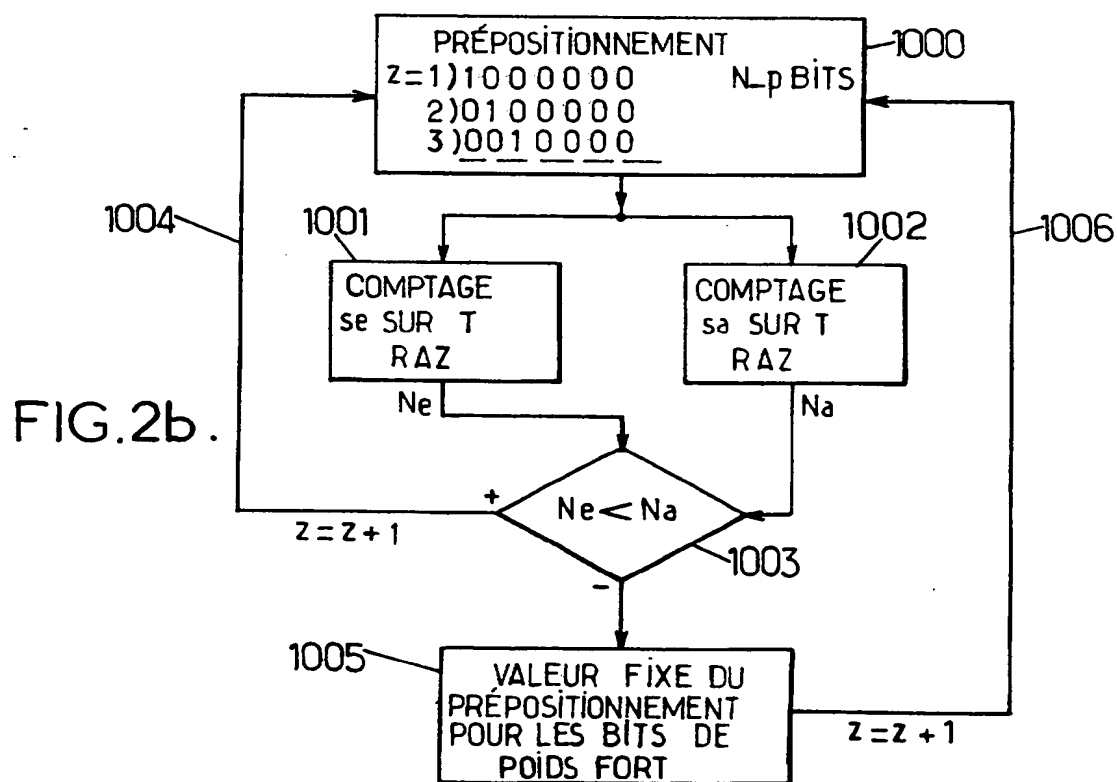 PRÉPOSITIONNEMENT
1000
z=1)1000000 N_p BITS
2)0100000
3)0010000
1004
1001
1002
1006
COMPTAGE
se SUR T
RAZ
COMPTAGE
sa SUR T
RAZ
Ne
Na
FIG.2b.
+
Ne < Na
z = z + 1
1003
-
1005
VALEUR FIXE DU
PRÉPOSITIONNEMENT
POUR LES BITS DE
POIDS FORT
z = z + 1